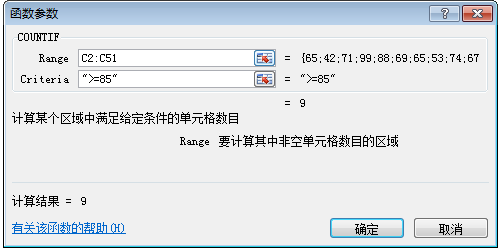 函数参数
COUNTIF
Range C2:C51 = {65;42;71;99;88;69;65;53;74;67
Criteria ">=85" = ">=85"
= 9
计算某个区域中满足给定条件的单元格数目
Range 要计算其中非空单元格数目的区域
计算结果 = 9
有关该函数的帮助(H) 确定 取消